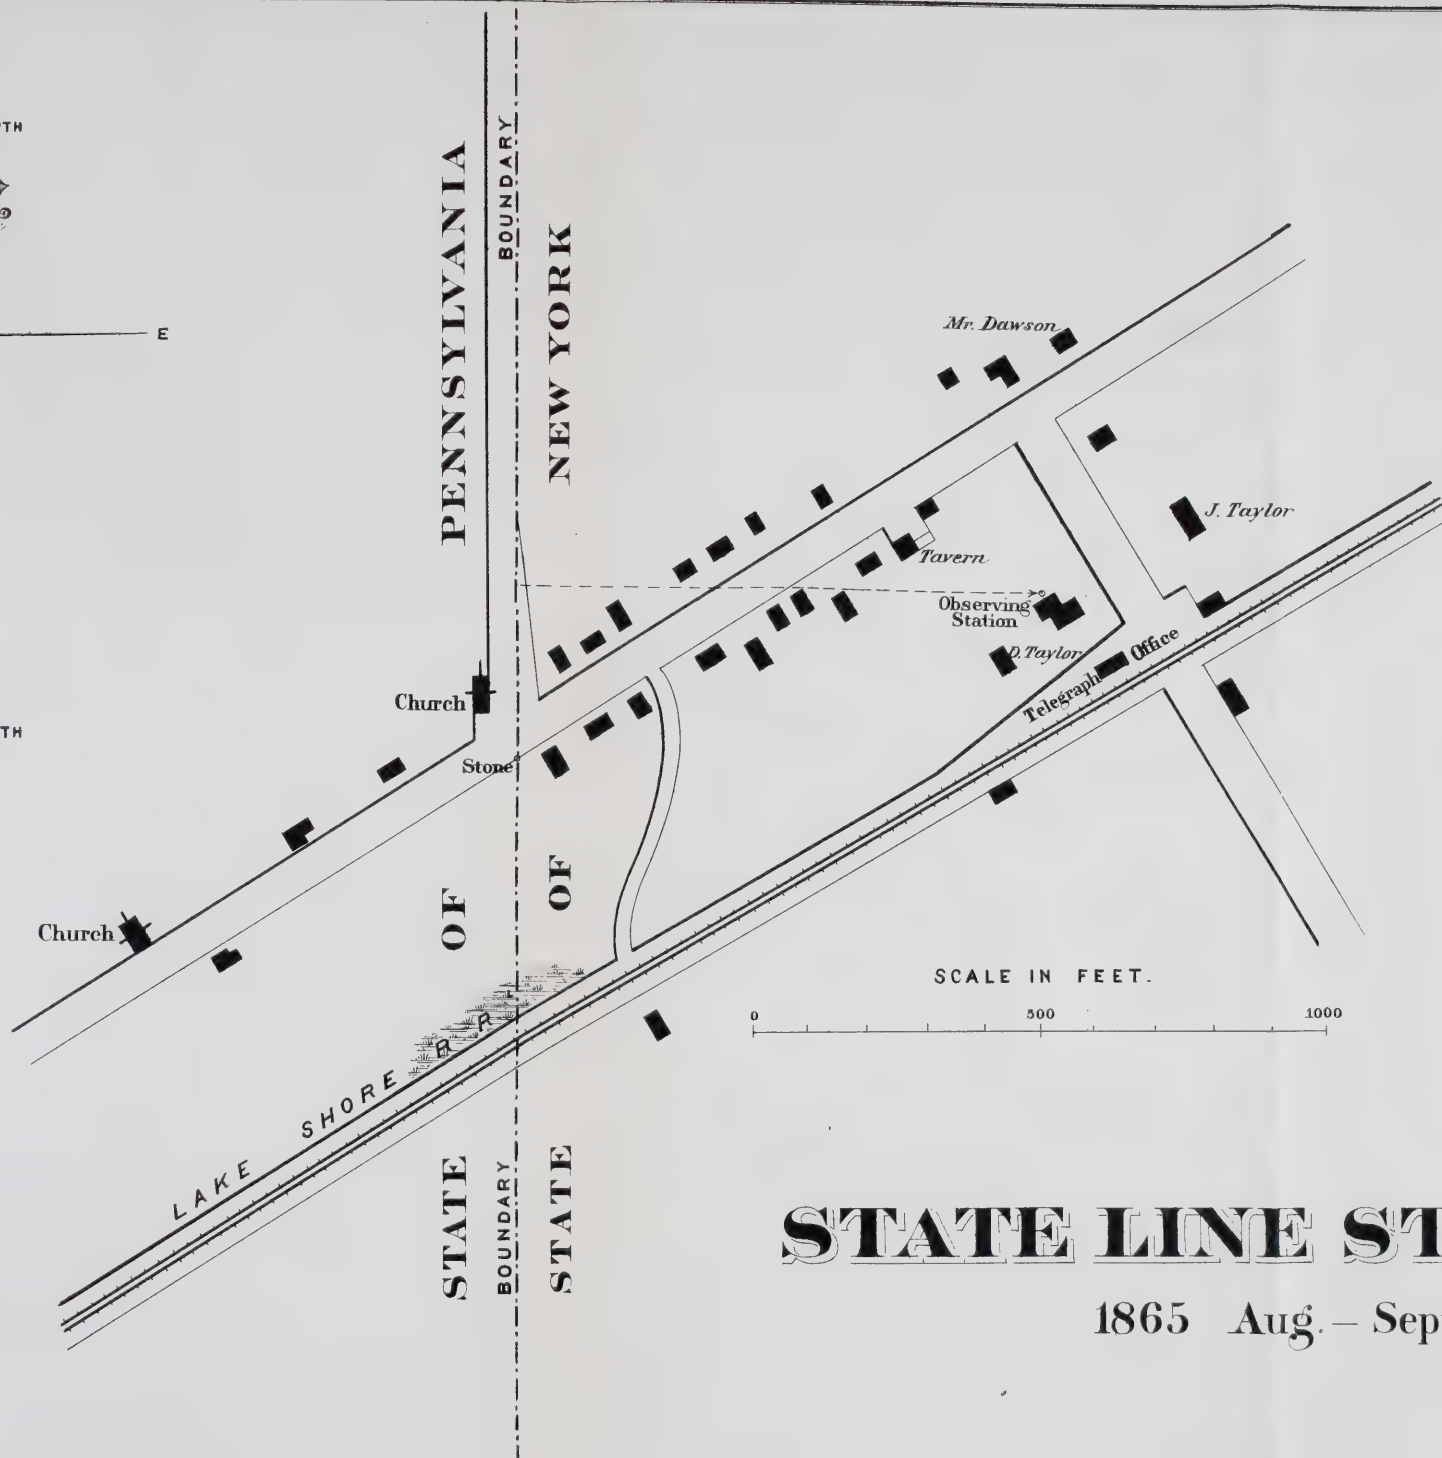 TH
E
TH
BOUNDARY
STATE OF PENNSYLVANIA
STATE OF NEW YORK
Mr. Dawson
J. Taylor
Tavern
Observing
Station
D. Taylor
Telegraph Office
Church
Stone
Church
LAKE SHORE R R
BOUNDARY
SCALE IN FEET.
0 500 1000
STATE LINE ST
1865 Aug. – Sep